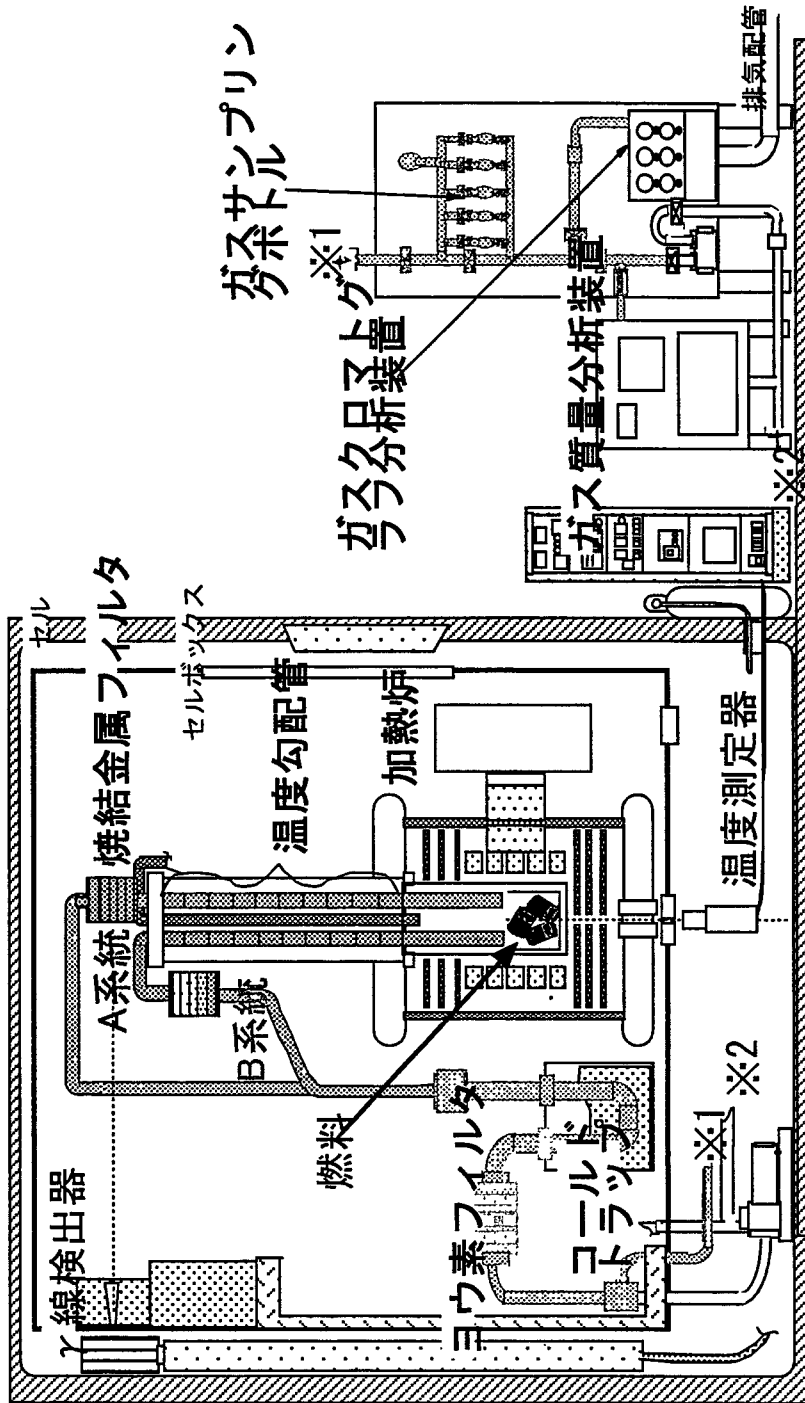 γ線検出器
A系統
焼結金属フィルタ
セル
セルボックス
B系統
温度勾配管
ガスサンプリン
グボトル
※1
燃料
加熱炉
ガスクロマトグ
ラフ分析装置
ヨウ素フィルタ
コールド
トラップ
ガス質量分析装置
※1
※2
温度測定器
※2
排気配管